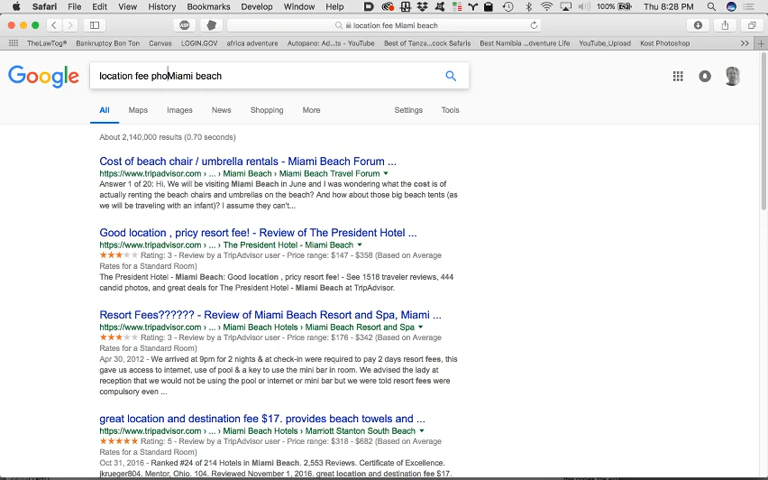 Safari File Edit View History Bookmarks Develop Window Help 100% Thu 8:28 PM
location fee Miami beach
TheLawTog® Bankruptcy Bon Ton Canvas LOGIN.GOV africa adventure Autopano: Ad...ts - YouTube Best of Tanza...cock Safaris Best Namibia ...dventure Life YouTube,Upload Kost Photoshop
Google location fee phoMiami beach
All Maps Images News Shopping More Settings Tools
About 2,140,000 results (0.70 seconds)
Cost of beach chair / umbrella rentals - Miami Beach Forum ...
https://www.tripadvisor.com › ... › Miami Beach › Miami Beach Travel Forum
Answer 1 of 20: Hi, We will be visiting Miami Beach in June and I was wondering what the cost is of
actually renting the beach chairs and umbrellas on the beach? And how about those big beach tents (as
we will be traveling with an infant)? I assume they can't...
Good location , pricy resort fee! - Review of The President Hotel ...
https://www.tripadvisor.com › ... › The President Hotel - Miami Beach
Rating: 3 - Review by a TripAdvisor user - Price range: $147 - $358 (Based on Average
Rates for a Standard Room)
The President Hotel - Miami Beach: Good location , pricy resort fee! - See 1518 traveler reviews, 444
candid photos, and great deals for The President Hotel - Miami Beach at TripAdvisor.
Resort Fees?????? - Review of Miami Beach Resort and Spa, Miami ...
https://www.tripadvisor.com › ... › Miami Beach Hotels › Miami Beach Resort and Spa
Rating: 3 - Review by a TripAdvisor user - Price range: $176 - $342 (Based on Average
Rates for a Standard Room)
Apr 30, 2012 - We arrived at 9pm for 2 nights & at check-in were required to pay 2 days resort fees, this
gave us access to internet, use of pool & a key to use the mini bar in room. We advised the lady at
reception that we would not be using the pool or internet or mini bar but we were told resort fees were
compulsory even ...
great location and destination fee $17. provides beach towels and ...
https://www.tripadvisor.com › ... › Miami Beach Hotels › Marriott Stanton South Beach
Rating: 5 - Review by a TripAdvisor user - Price range: $318 - $682 (Based on Average
Rates for a Standard Room)
Oct 31, 2016 - Ranked #24 of 214 Hotels in Miami Beach. 2,553 Reviews. Certificate of Excellence.
jkrueger804. Mentor, Ohio. 104. Reviewed November 1, 2016. great location and destination fee $17.